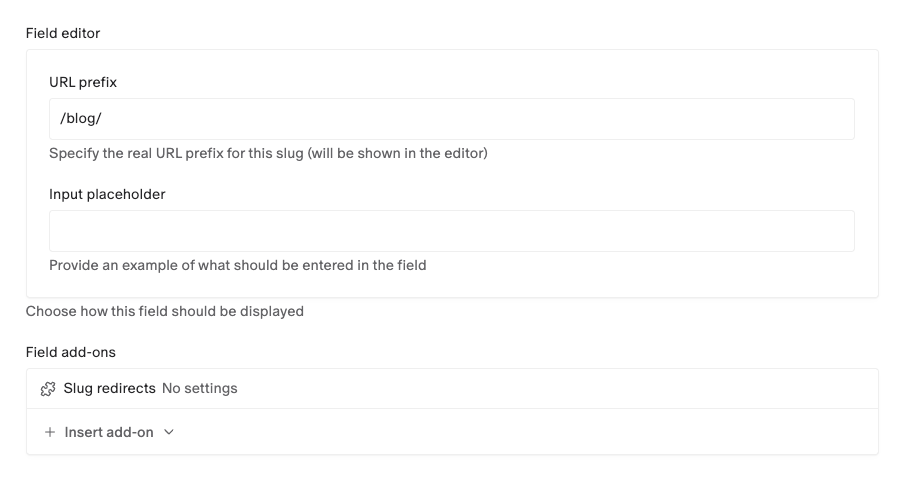 Field editor
URL prefix
/blog/
Specify the real URL prefix for this slug (will be shown in the editor)
Input placeholder
Provide an example of what should be entered in the field
Choose how this field should be displayed
Field add-ons
Slug redirects No settings
Insert add-on